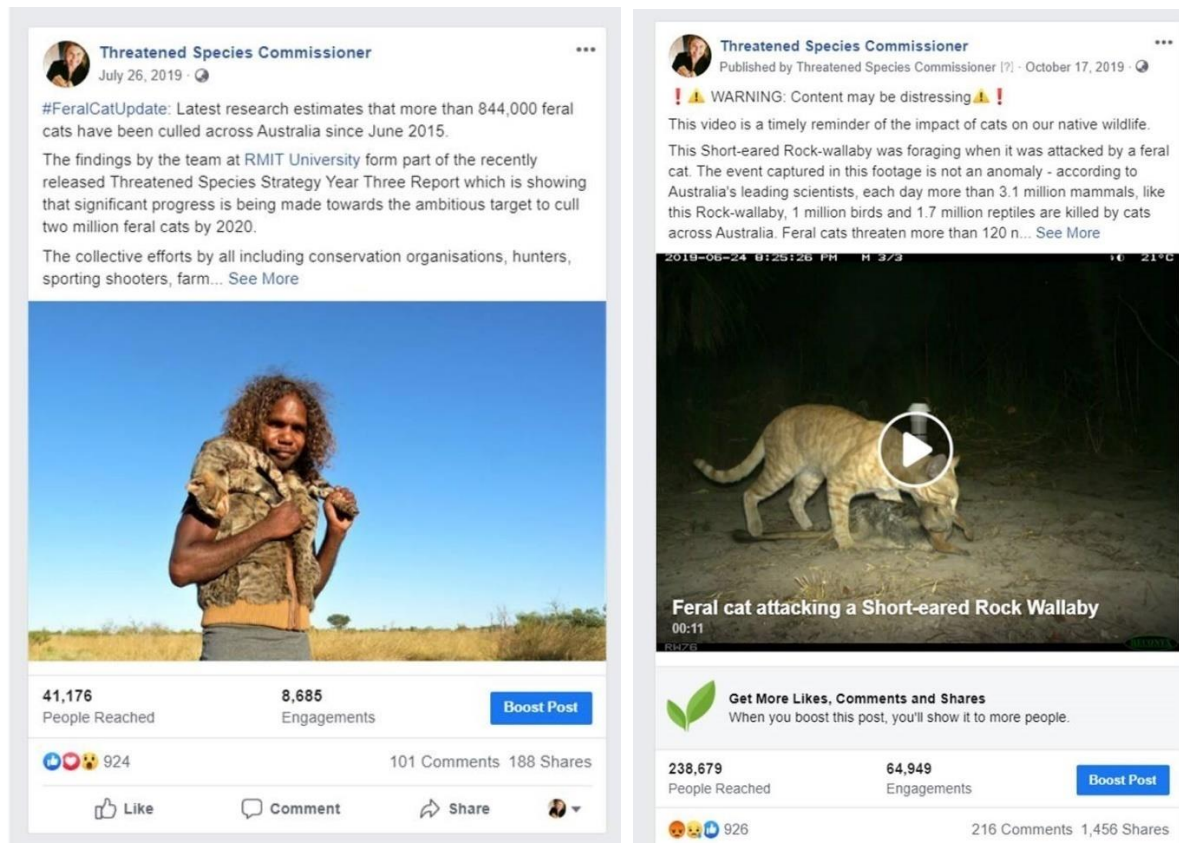 Threatened Species Commissioner
July 26, 2019 ·
#FeralCatUpdate: Latest research estimates that more than 844,000 feral
cats have been culled across Australia since June 2015.
The findings by the team at RMIT University form part of the recently
released Threatened Species Strategy Year Three Report which is showing
that significant progress is being made towards the ambitious target to cull
two million feral cats by 2020.
The collective efforts by all including conservation organisations, hunters,
sporting shooters, farm... See More
41,176
People Reached
8,685
Engagements
Boost Post
924
101 Comments 188 Shares
Like
Comment
Share
Threatened Species Commissioner
Published by Threatened Species Commissioner [?] · October 17, 2019 ·
❗⚠ WARNING: Content may be distressing⚠❗
This video is a timely reminder of the impact of cats on our native wildlife.
This Short-eared Rock-wallaby was foraging when it was attacked by a feral
cat. The event captured in this footage is not an anomaly - according to
Australia's leading scientists, each day more than 3.1 million mammals, like
this Rock-wallaby, 1 million birds and 1.7 million reptiles are killed by cats
across Australia. Feral cats threaten more than 120 n... See More
2019-06-24 8:25:26 PM M 3/3 21°C
Feral cat attacking a Short-eared Rock Wallaby
00:11
RW76
Get More Likes, Comments and Shares
When you boost this post, you'll show it to more people.
238,679
People Reached
64,949
Engagements
Boost Post
926
216 Comments 1,456 Shares